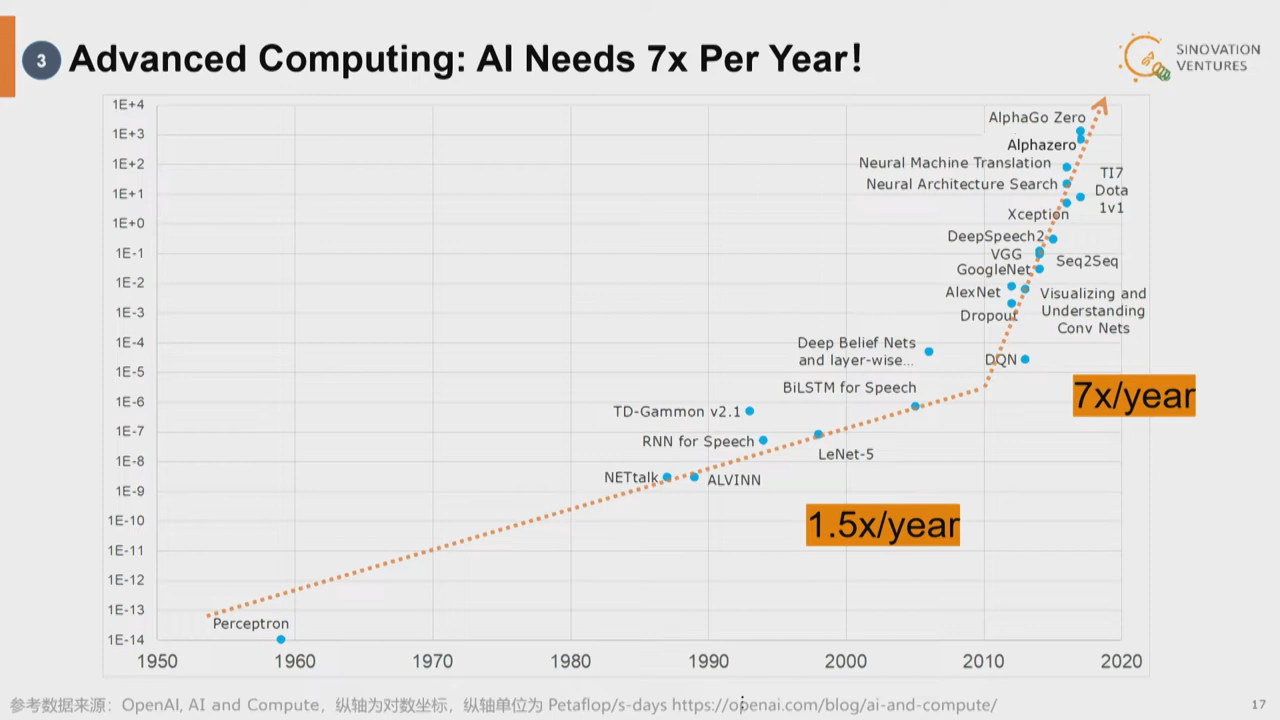 3 Advanced Computing: AI Needs 7x Per Year!
SINOVATION
VENTURES
1E+4
1E+3
1E+2
1E+1
1E+0
1E-1
1E-2
1E-3
1E-4
1E-5
1E-6
1E-7
1E-8
1E-9
1E-10
1E-11
1E-12
1E-13
1E-14
AlphaGo Zero
Alphazero
Neural Machine Translation
Neural Architecture Search
TI7
Dota
1v1
Xception
DeepSpeech2
VGG
Seq2Seq
GoogleNet
AlexNet
Visualizing and
Understanding
Conv Nets
Dropout
Deep Belief Nets
and layer-wise...
DQN
BiLSTM for Speech
7x/year
TD-Gammon v2.1
RNN for Speech
LeNet-5
NETtalk
ALVINN
1.5x/year
Perceptron
1950 1960 1970 1980 1990 2000 2010 2020
参考数据来源：OpenAI, AI and Compute，纵轴为对数坐标，纵轴单位为 Petaflop/s-days https://openai.com/blog/ai-and-compute/
17